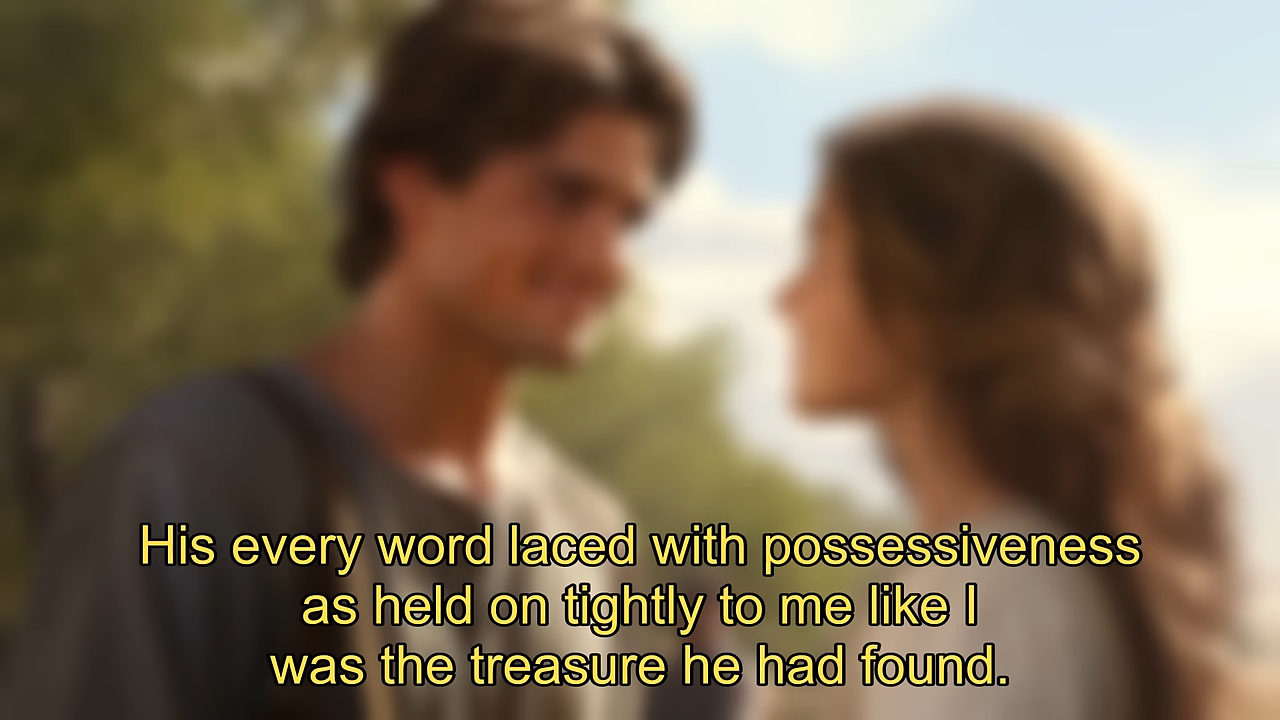 His every word laced with possessiveness
as held on tightly to me like I
was the treasure he had found.